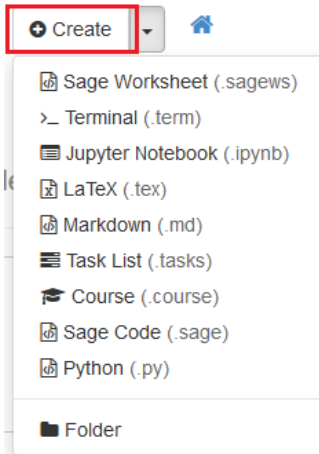 Create
Sage Worksheet (.sagews)
Terminal (.term)
Jupyter Notebook (.ipynb)
LaTeX (.tex)
Markdown (.md)
Task List (.tasks)
Course (.course)
Sage Code (.sage)
Python (.py)
Folder